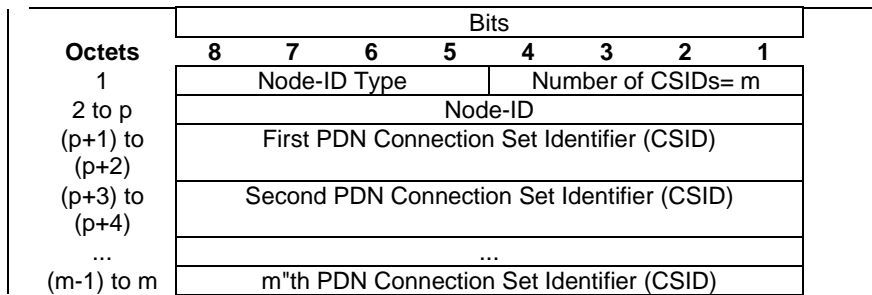 Bits
Octets 8 7 6 5 4 3 2 1
1 Node-ID Type Number of CSIDs= m
2 to p Node-ID
(p+1) to First PDN Connection Set Identifier (CSID)
(p+2)
(p+3) to Second PDN Connection Set Identifier (CSID)
(p+4)
... ...
(m-1) to m m"th PDN Connection Set Identifier (CSID)